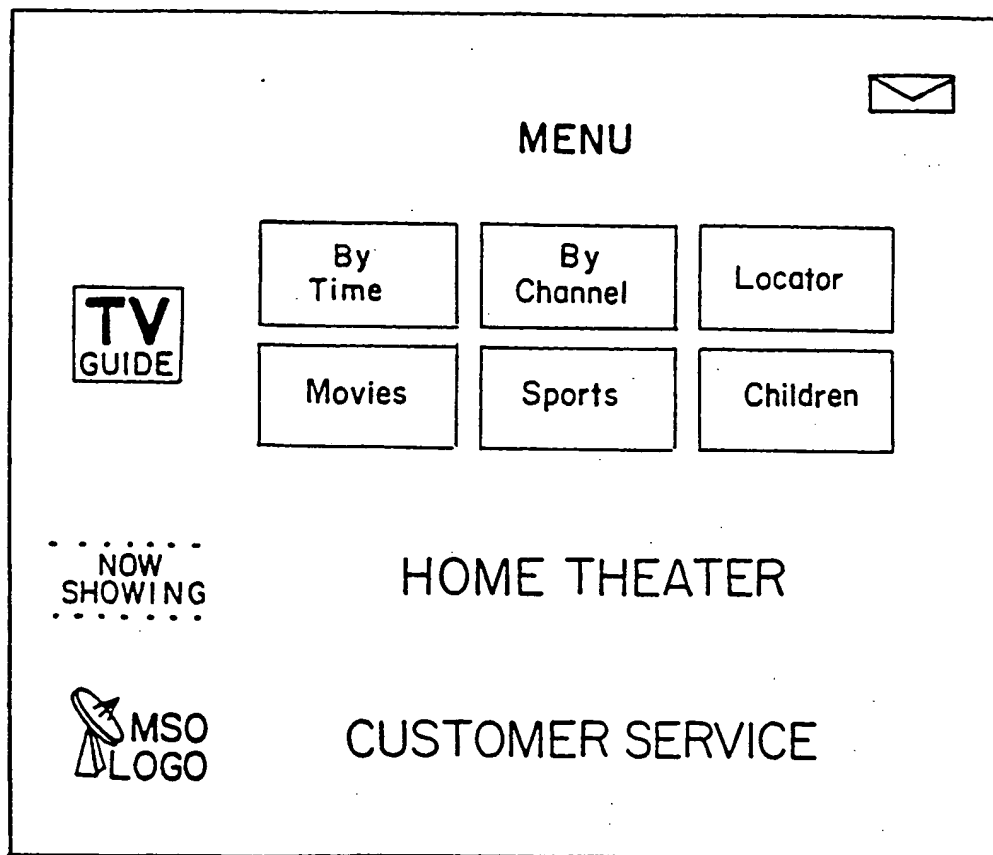 MENU
By
Time
By
Channel
Locator
TV
GUIDE
Movies
Sports
Children
NOW
SHOWING
HOME THEATER
MSO
LOGO
CUSTOMER SERVICE